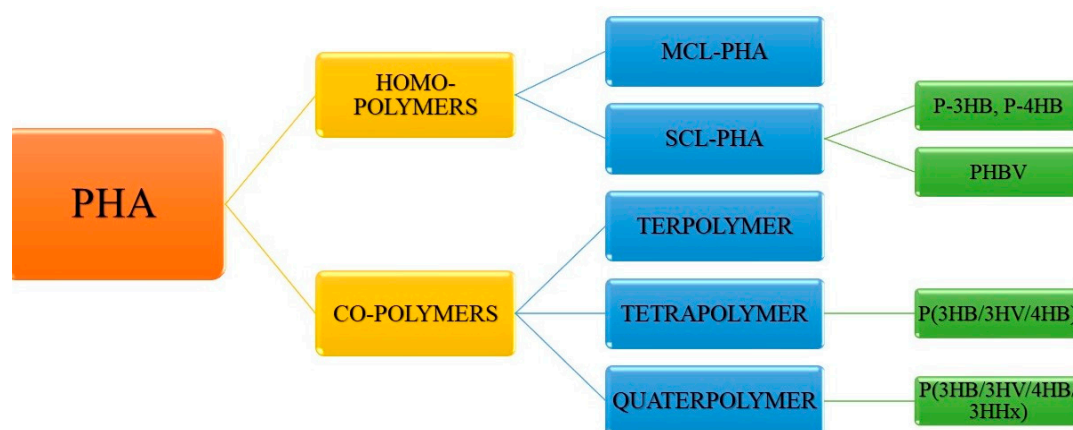 PHA
HOMO-
POLYMERS
CO-POLYMERS
MCL-PHA
SCL-PHA
TERPOLYMER
TETRAPOLYMER
QUATERPOLYMER
P-3HB, P-4HB
PHBV
P(3HB/3HV/4HB)
P(3HB/3HV/4HB/
3HHx)